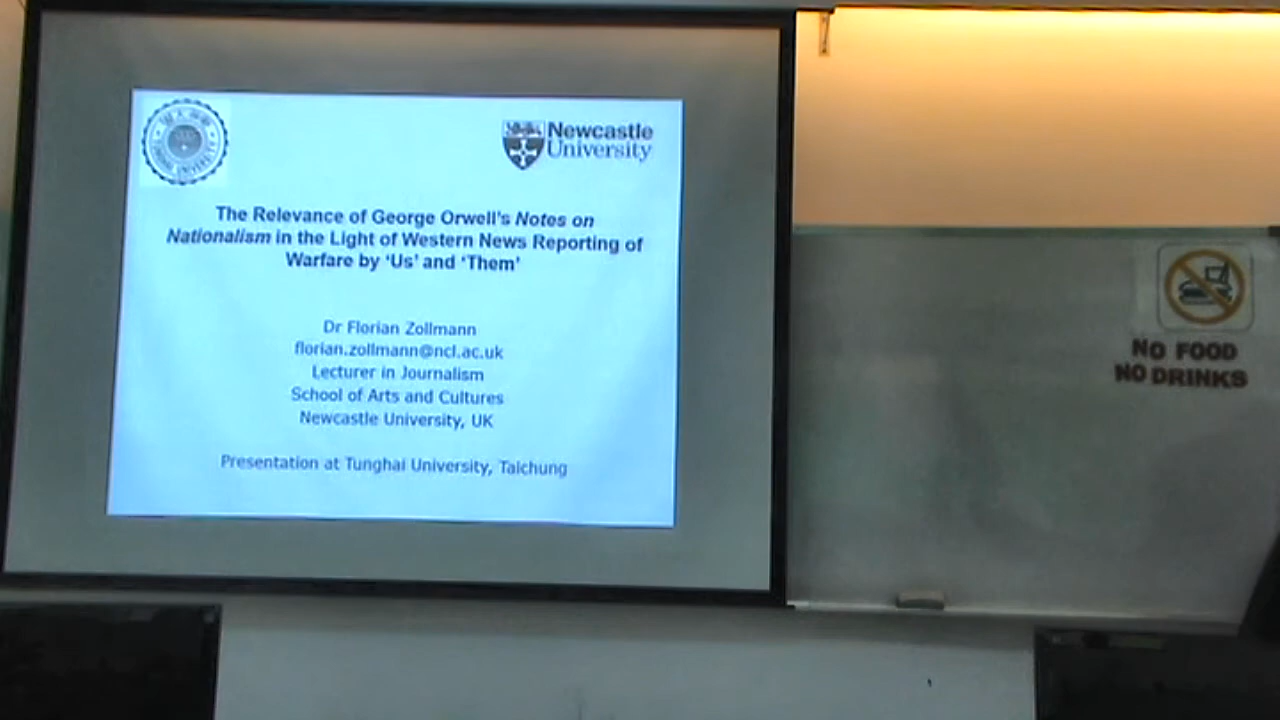 Newcastle
University
The Relevance of George Orwell's Notes on
Nationalism in the Light of Western News Reporting of
Warfare by ‘Us’ and ‘Them’
Dr Florian Zollmann
florian.zollmann@ncl.ac.uk
Lecturer in Journalism
School of Arts and Cultures
Newcastle University, UK
Presentation at Tunghai University, Taichung
NO FOOD
NO DRINKS